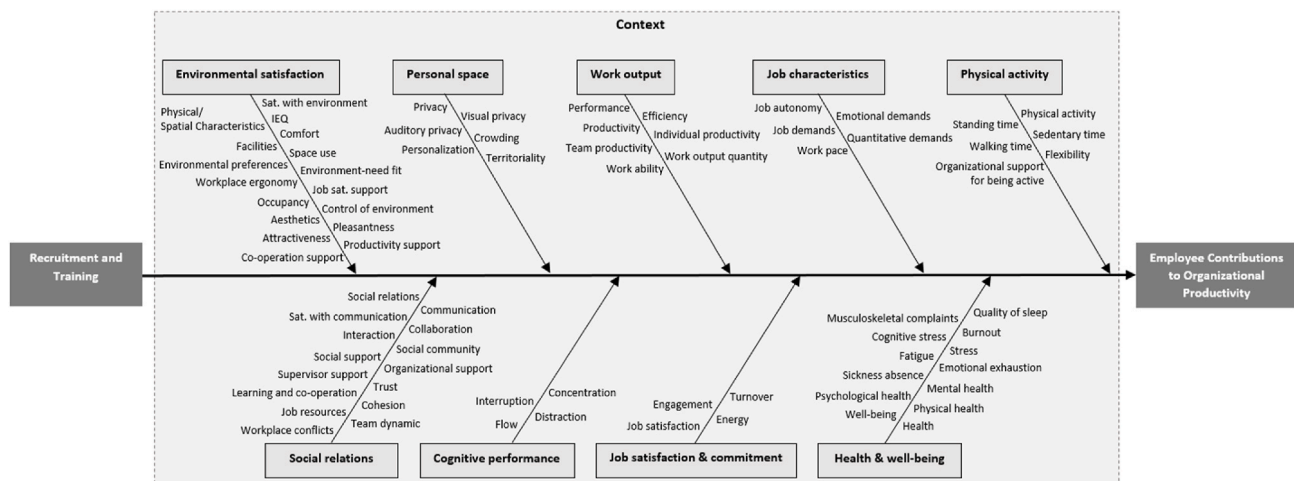 Context
Environmental satisfaction
Personal space
Work output
Job characteristics
Physical activity
Sat. with environment
Physical/
Spatial Characteristics
IEQ
Comfort
Facilities
Space use
Environmental preferences
Environment-need fit
Workplace ergonomy
Job sat. support
Occupancy
Control of environment
Aesthetics
Pleasantness
Attractiveness
Productivity support
Co-operation support
Privacy
Visual privacy
Auditory privacy
Crowding
Personalization
Territoriality
Performance
Efficiency
Productivity
Individual productivity
Team productivity
Work output quantity
Work ability
Job autonomy
Emotional demands
Job demands
Quantitative demands
Work pace
Physical activity
Standing time
Sedentary time
Walking time
Flexibility
Organizational support
for being active
Recruitment and
Training
Employee Contributions
to Organizational
Productivity
Social relations
Communication
Sat. with communication
Collaboration
Interaction
Social community
Social support
Organizational support
Supervisor support
Trust
Learning and co-operation
Cohesion
Job resources
Team dynamic
Workplace conflicts
Concentration
Interruption
Distraction
Flow
Turnover
Engagement
Energy
Job satisfaction
Quality of sleep
Musculoskeletal complaints
Burnout
Cognitive stress
Stress
Fatigue
Emotional exhaustion
Sickness absence
Mental health
Psychological health
Physical health
Well-being
Health
Social relations
Cognitive performance
Job satisfaction & commitment
Health & well-being